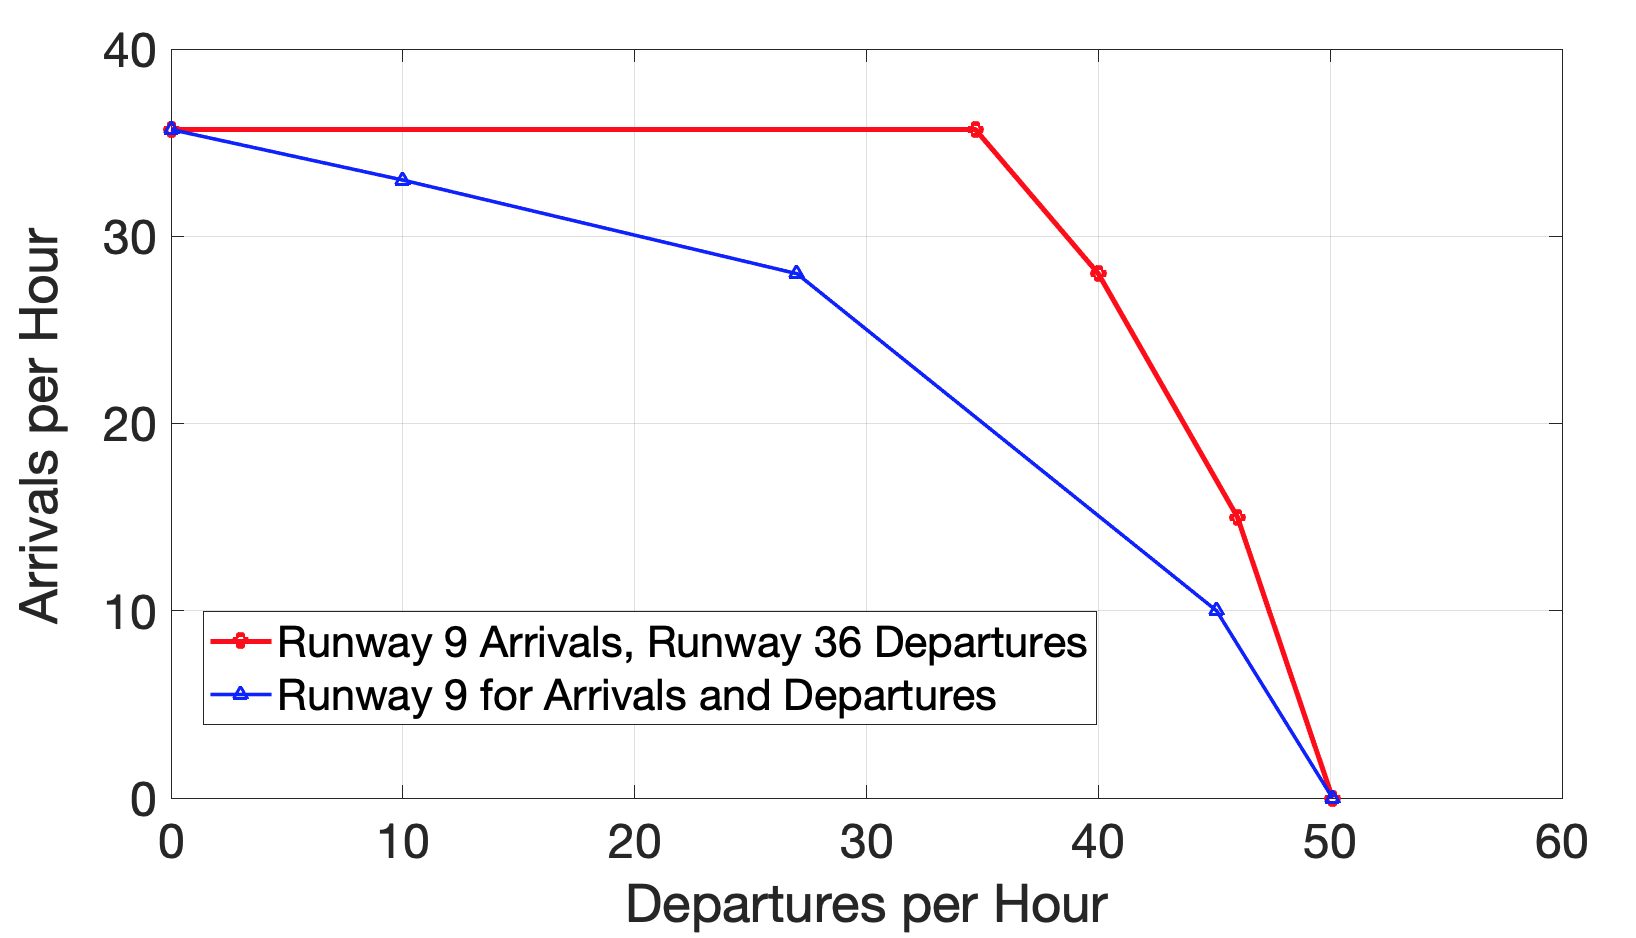 40
30
20
10
0
0 10 20 30 40 50 60
Arrivals per Hour
Departures per Hour
Runway 9 Arrivals, Runway 36 Departures
Runway 9 for Arrivals and Departures